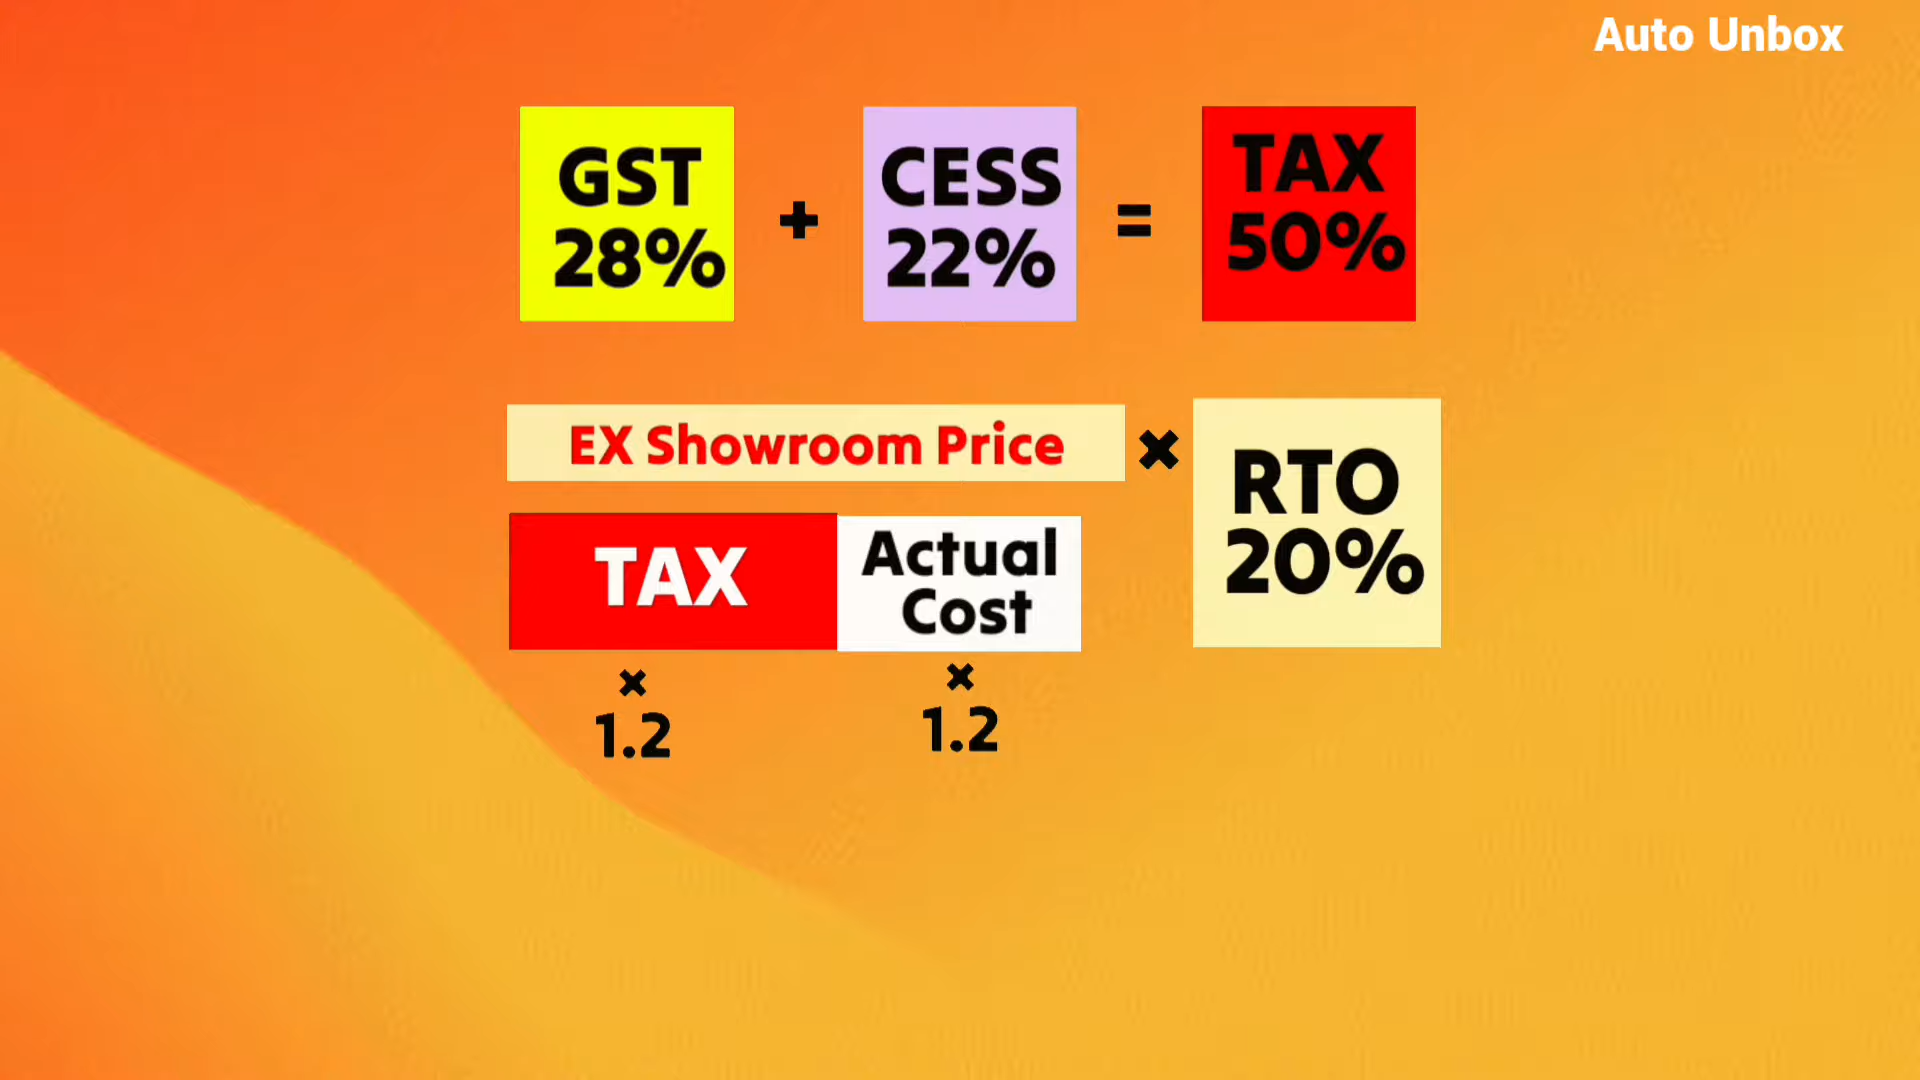 Auto Unbox
GST
28%
+
CESS
22%
=
TAX
50%
EX Showroom Price
×
RTO
20%
TAX
Actual
Cost
×
1.2
×
1.2